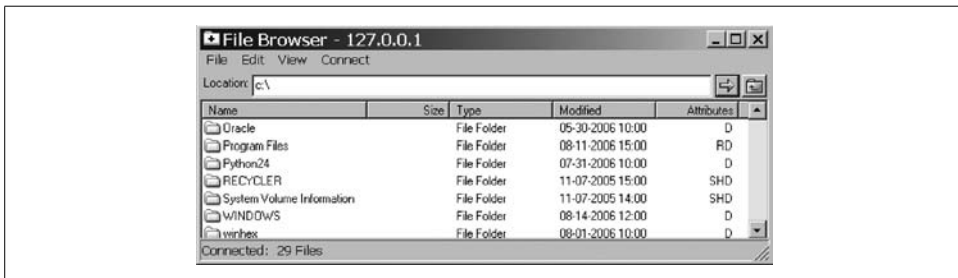 File Browser - 127.0.0.1
File Edit View Connect
Location: c:\
Name Size Type Modified Attributes
Oracle File Folder 05-30-2006 10:00 D
Program Files File Folder 08-11-2006 15:00 RD
Python24 File Folder 07-31-2006 10:00 D
RECYCLER File Folder 11-07-2005 15:00 SHD
System Volume Information File Folder 11-07-2005 14:00 SHD
WINDOWS File Folder 08-14-2006 12:00 D
winhex File Folder 08-01-2006 10:00 D
Connected: 29 Files